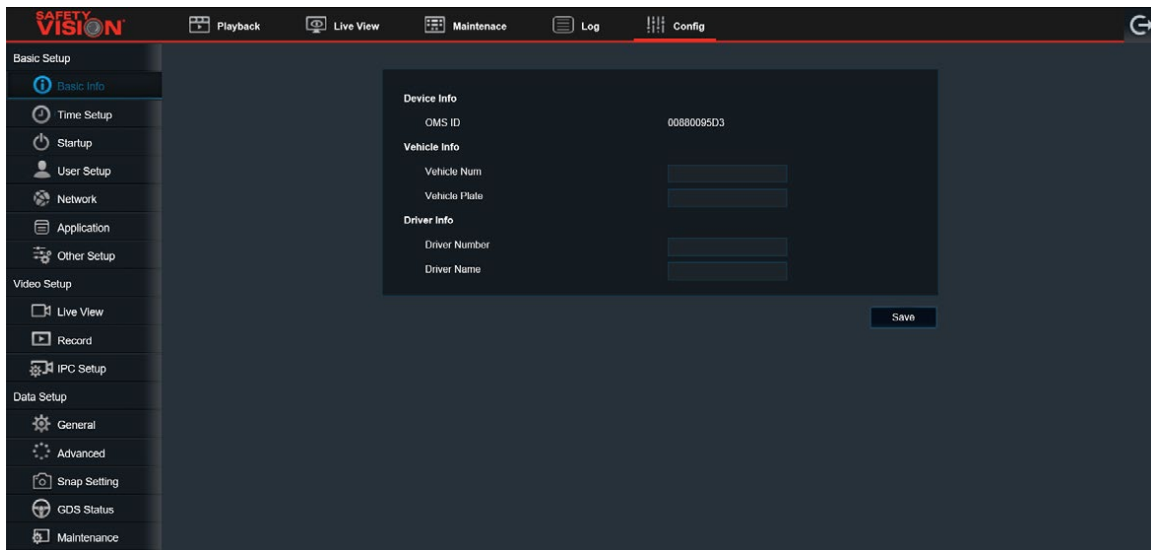 SAFETY
VISION
Playback
Live View
Maintenace
Log
Config
Basic Setup
Basic Info
Time Setup
Startup
User Setup
Network
Application
Other Setup
Video Setup
Live View
Record
IPC Setup
Data Setup
General
Advanced
Snap Setting
GDS Status
Maintenance
Device Info
OMS ID 00880095D3
Vehicle Info
Vehicle Num
Vehicle Plate
Driver Info
Driver Number
Driver Name
Save